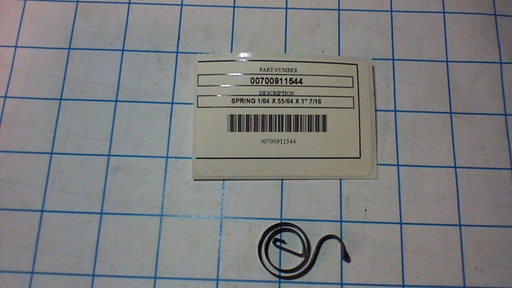 PART NUMBER
00700911544
DESCRIPTION
SPRING 1/64 X 55/64 X 1" 7/16
00700911544